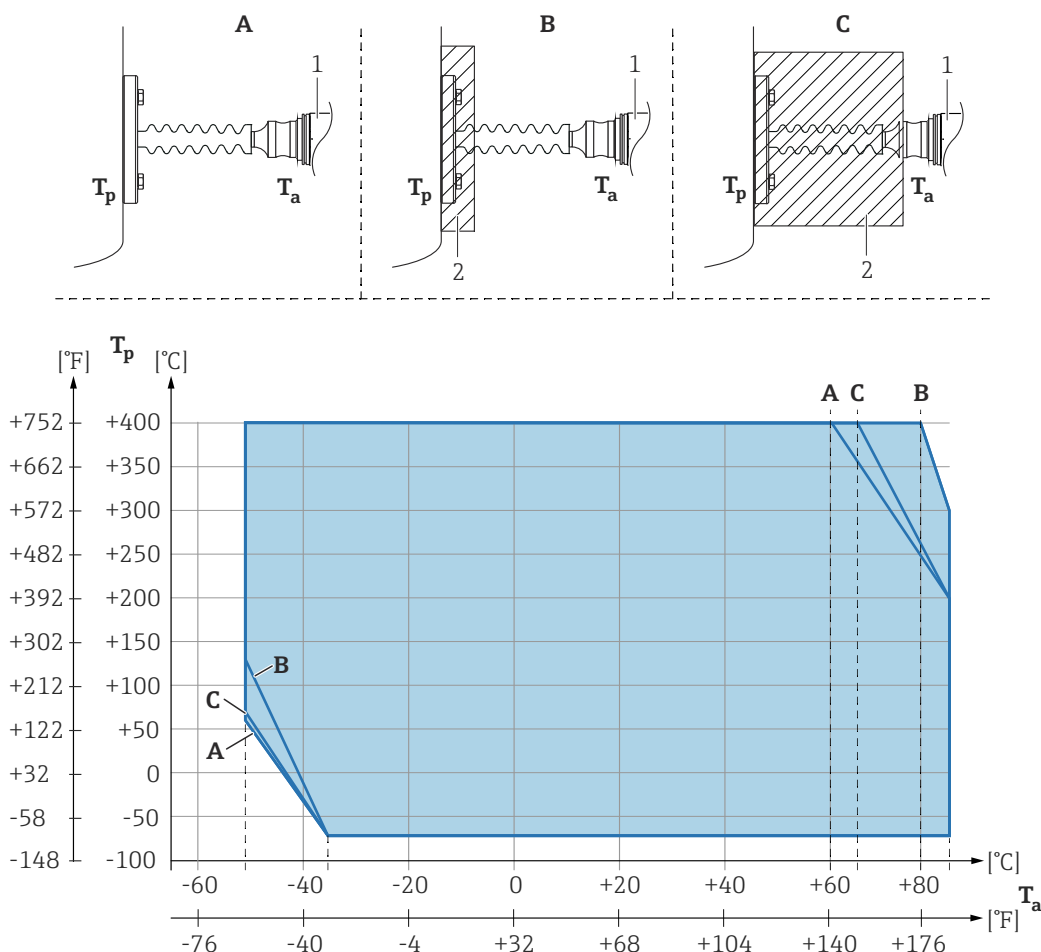 A B C
1 1 1
Tp Ta Tp Ta Tp Ta
2 2
[°F] Tp [°C]
A C B
+752 +400
+662 +350
+572 +300
+482 +250
+392 +200
+302 +150
+212 +100
B
C
+122 +50
A
+32 0
-58 -50
-148 -100
[°C]
-60 -40 -20 0 +20 +40 +60 +80
Ta
[°F]
-76 -40 -4 +32 +68 +104 +140 +176